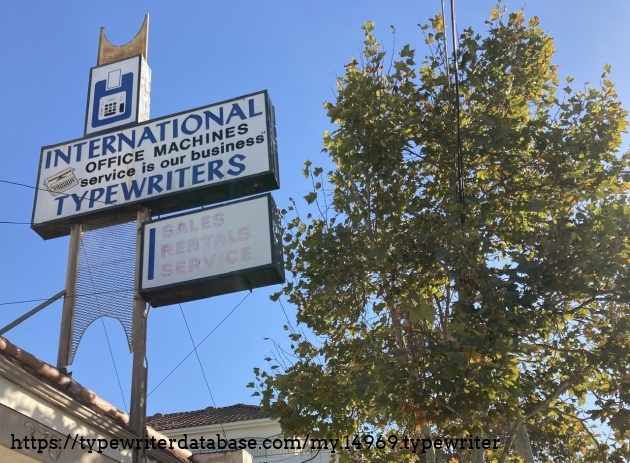 INTERNATIONAL
OFFICE MACHINES
"service is our business"
TYPEWRITERS
SALES
RENTALS
SERVICE
https://typewriterdatabase.com/my.14969.typewriter